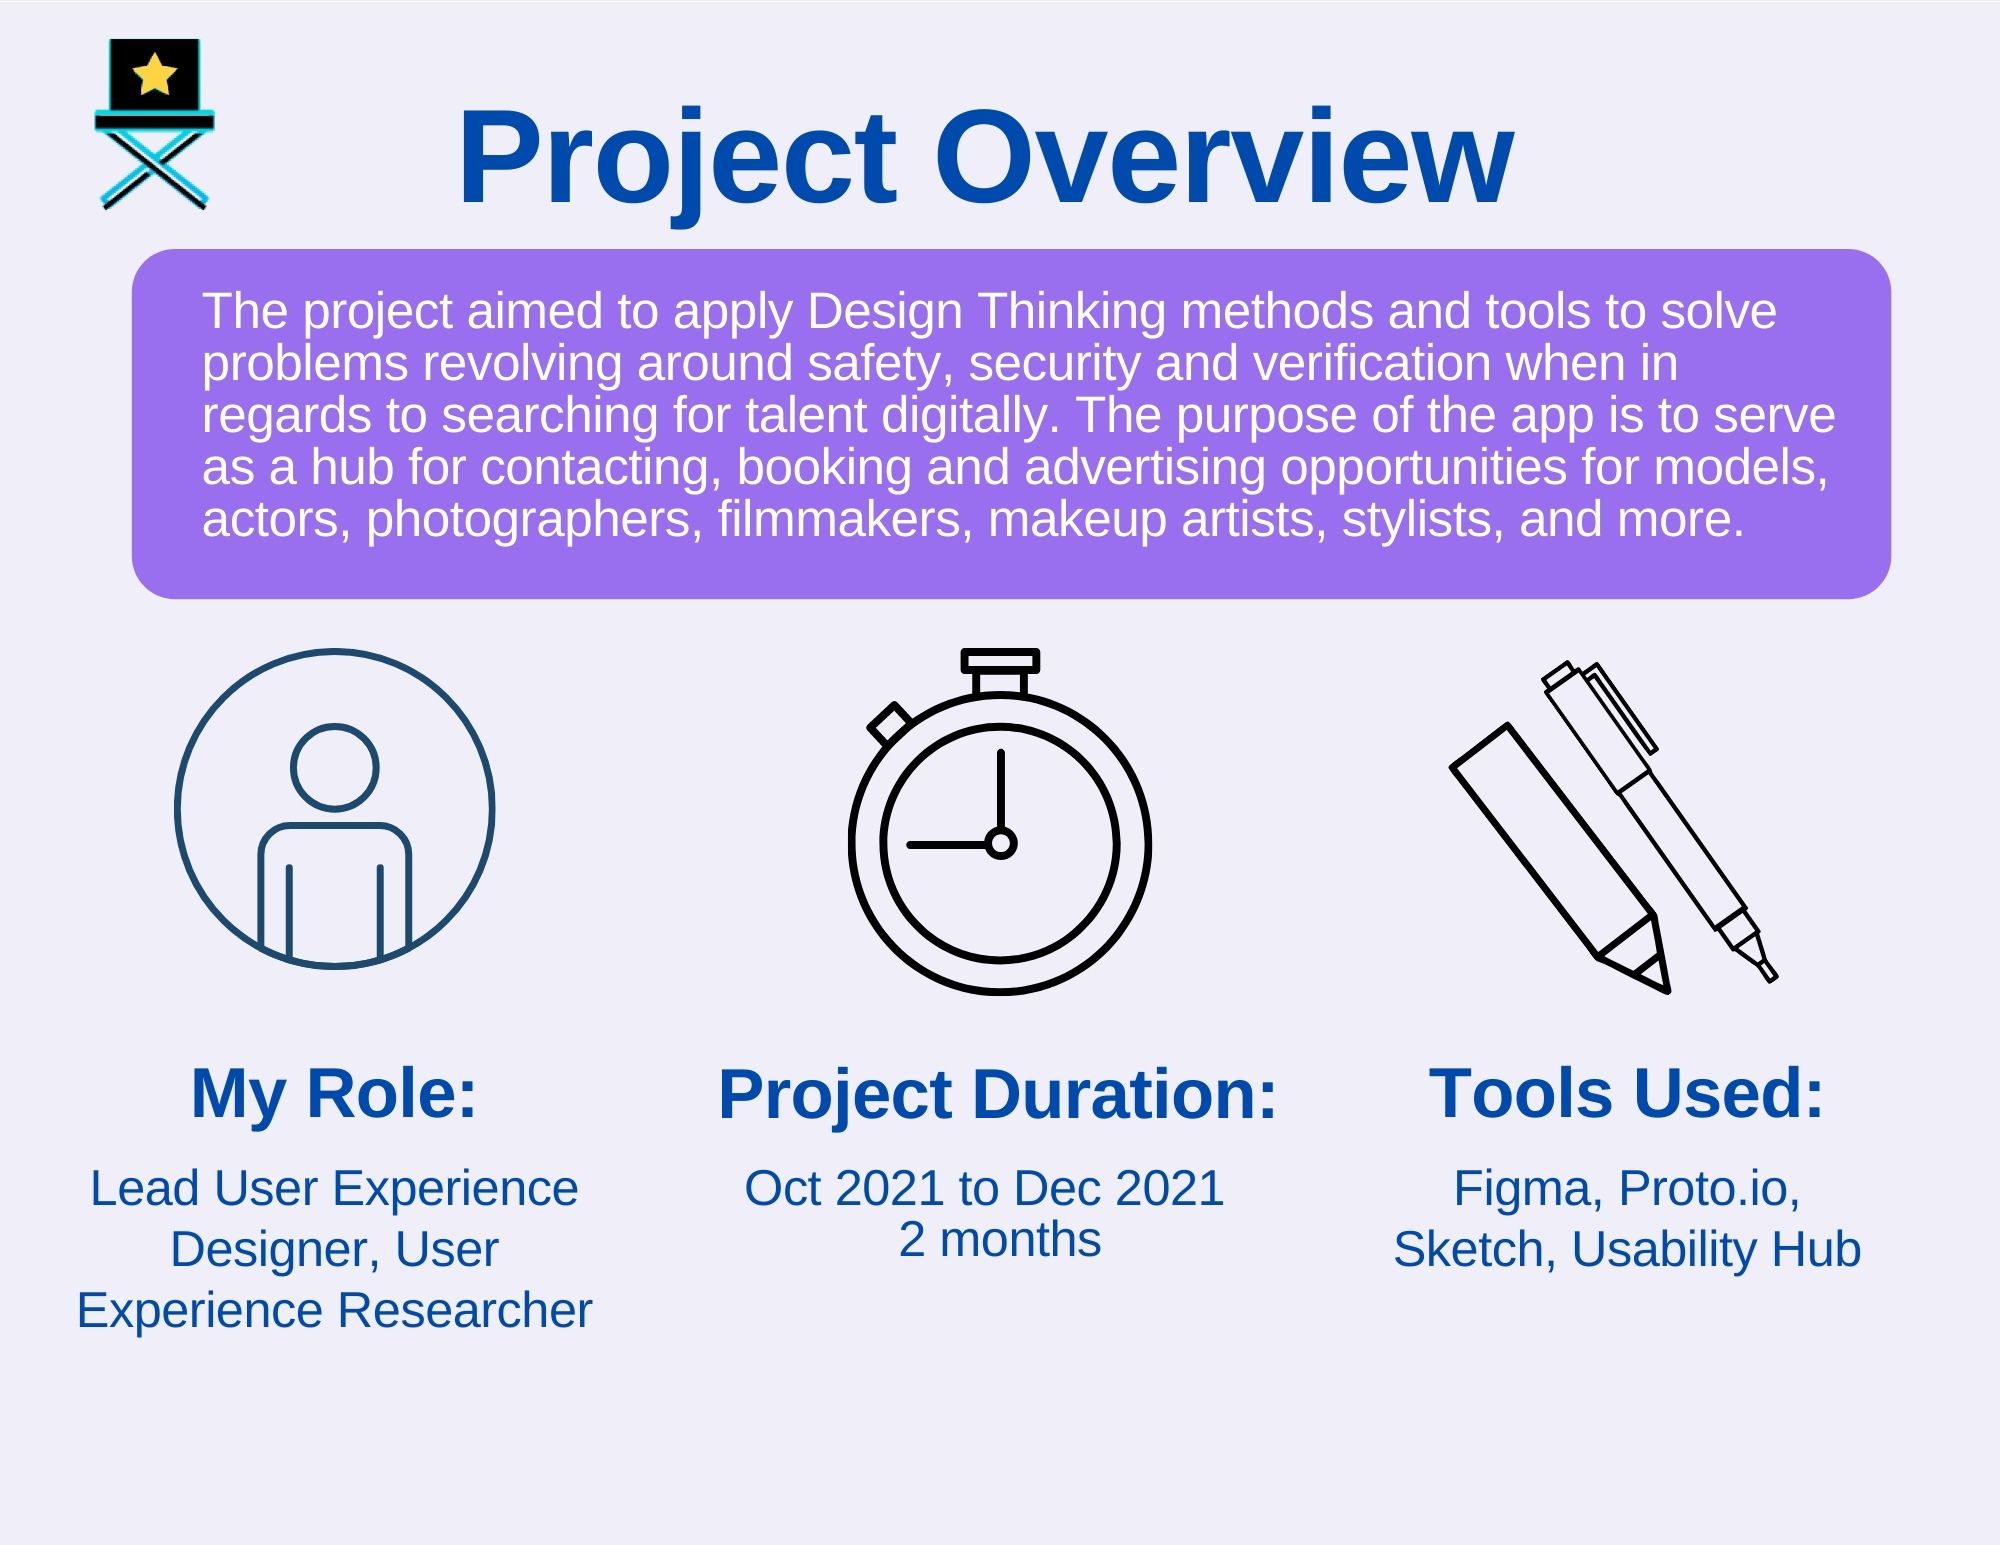 Project Overview
The project aimed to apply Design Thinking methods and tools to solve
problems revolving around safety, security and verification when in
regards to searching for talent digitally. The purpose of the app is to serve
as a hub for contacting, booking and advertising opportunities for models,
actors, photographers, filmmakers, makeup artists, stylists, and more.
My Role:
Lead User Experience
Designer, User
Experience Researcher
Project Duration:
Oct 2021 to Dec 2021
2 months
Tools Used:
Figma, Proto.io,
Sketch, Usability Hub